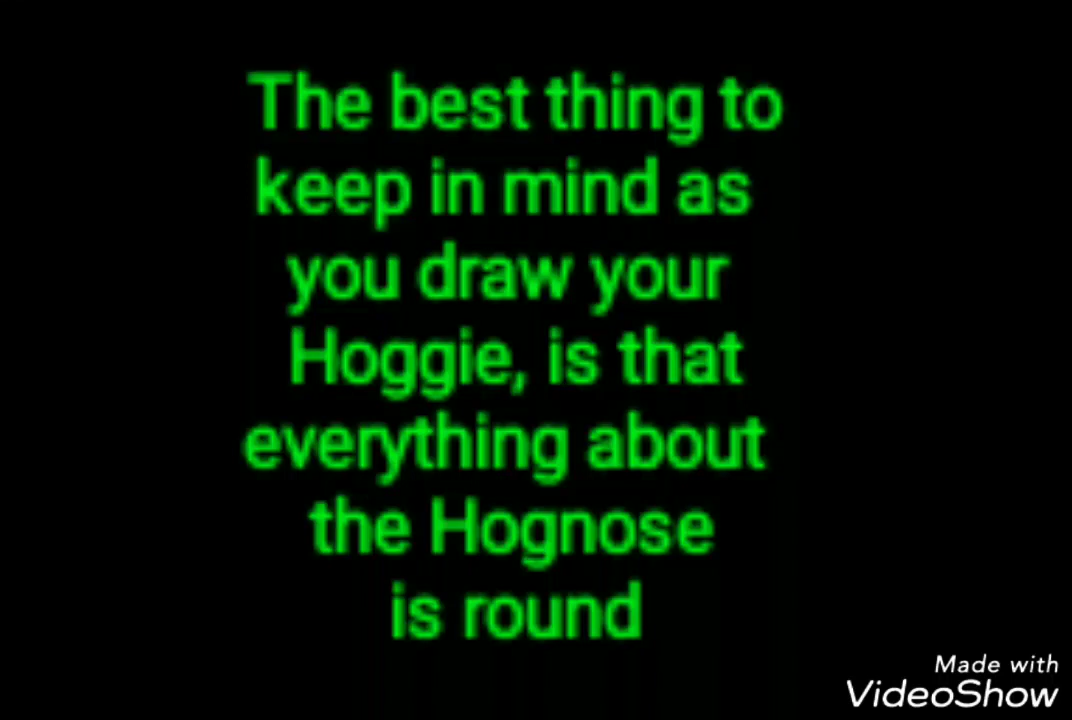 The best thing to
keep in mind as
you draw your
Hoggie, is that
everything about
the Hognose
is round
Made with
VideoShow